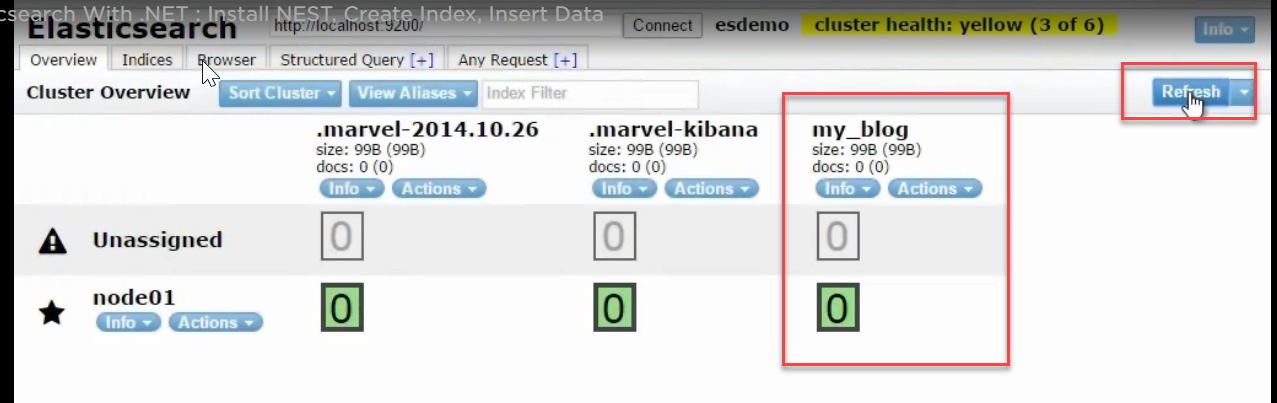 csearch With .NET : Install NEST, Create Index, Insert Data
Elasticsearch http://localhost:9200/ Connect esdemo cluster health: yellow (3 of 6) Info
Overview Indices Browser Structured Query [+] Any Request [+]
Cluster Overview Sort Cluster View Aliases Index Filter Refresh
.marvel-2014.10.26 .marvel-kibana my_blog
size: 99B (99B) size: 99B (99B) size: 99B (99B)
docs: 0 (0) docs: 0 (0) docs: 0 (0)
Info Actions Info Actions Info Actions
Unassigned 0 0 0
node01 0 0 0
Info Actions